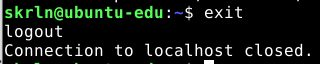 skrln@ubuntu-edu:~$ exit
logout
Connection to localhost closed.